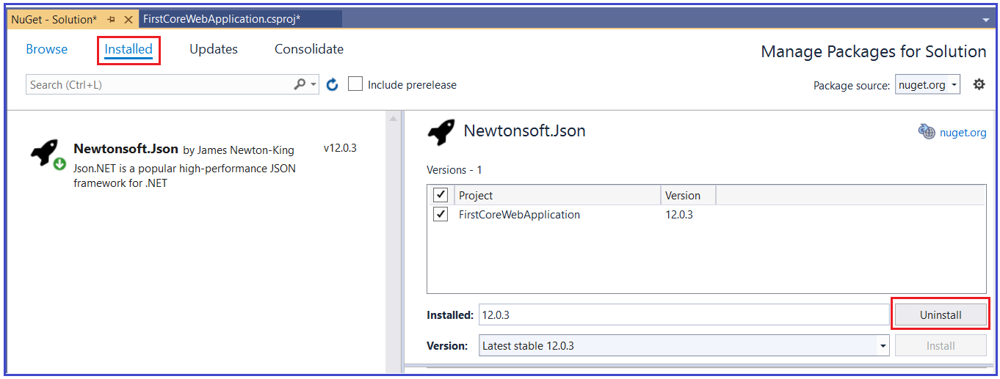 NuGet - Solution*
FirstCoreWebApplication.csproj*
Browse Installed Updates Consolidate
Manage Packages for Solution
Search (Ctrl+L) Include prerelease
Package source: nuget.org
Newtonsoft.Json by James Newton-King v12.0.3
Json.NET is a popular high-performance JSON
framework for .NET
Newtonsoft.Json
nuget.org
Versions - 1
Project Version
FirstCoreWebApplication 12.0.3
Installed: 12.0.3 Uninstall
Version: Latest stable 12.0.3 Install